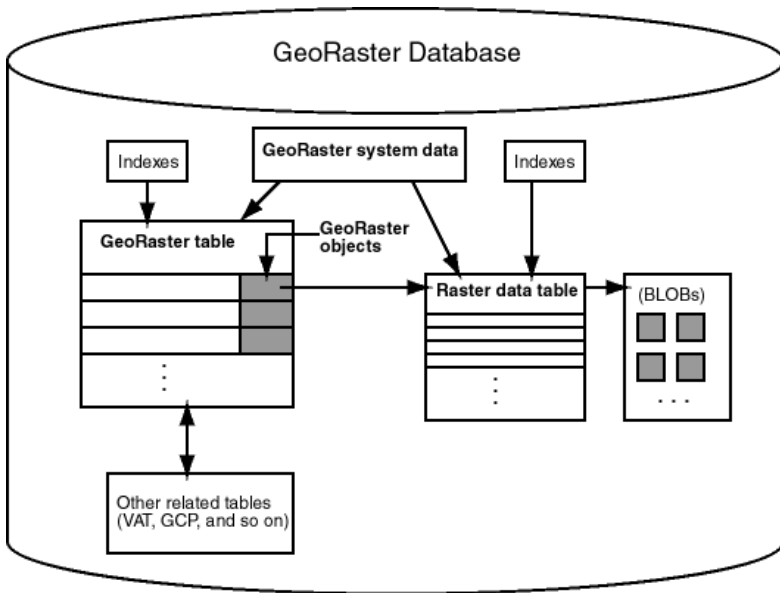 GeoRaster Database
Indexes
GeoRaster system data
Indexes
GeoRaster table
GeoRaster
objects
Raster data table
(BLOBs)
. . .
Other related tables
(VAT, GCP, and so on)